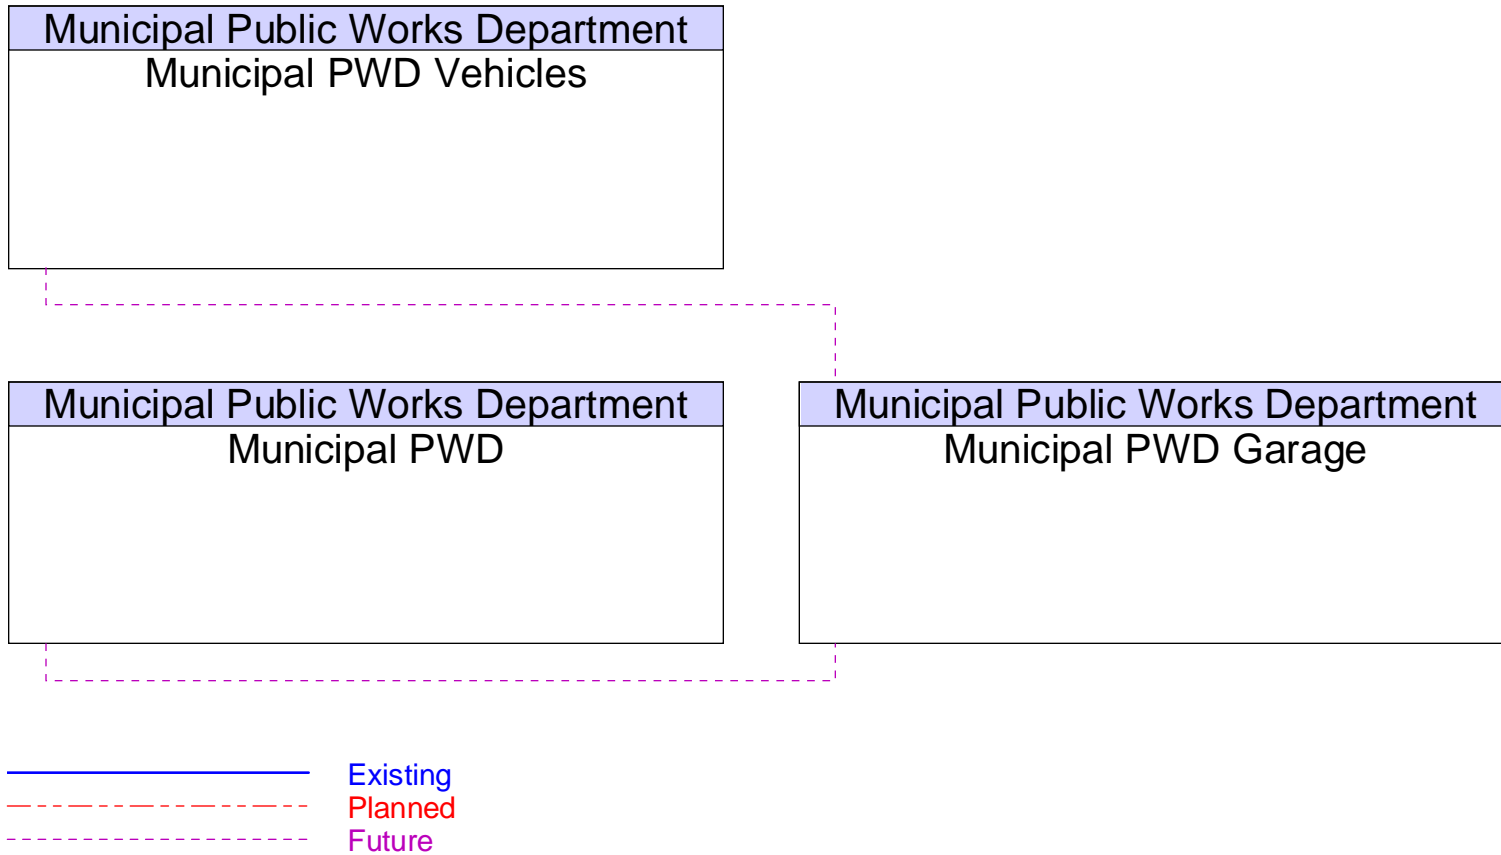 Municipal Public Works Department
Municipal PWD Vehicles
Municipal Public Works Department
Municipal PWD
Municipal Public Works Department
Municipal PWD Garage
Existing
Planned
Future